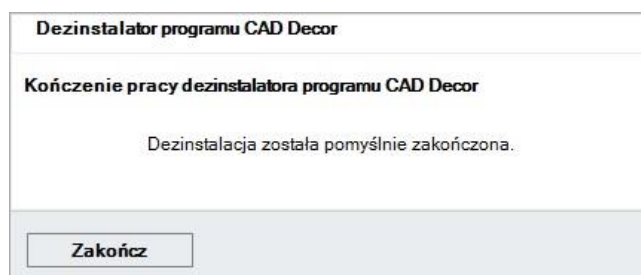 Dezinstalator programu CAD Decor
Kończenie pracy dezinstalatora programu CAD Decor
Dezinstalacja została pomyślnie zakończona.
Zakończ